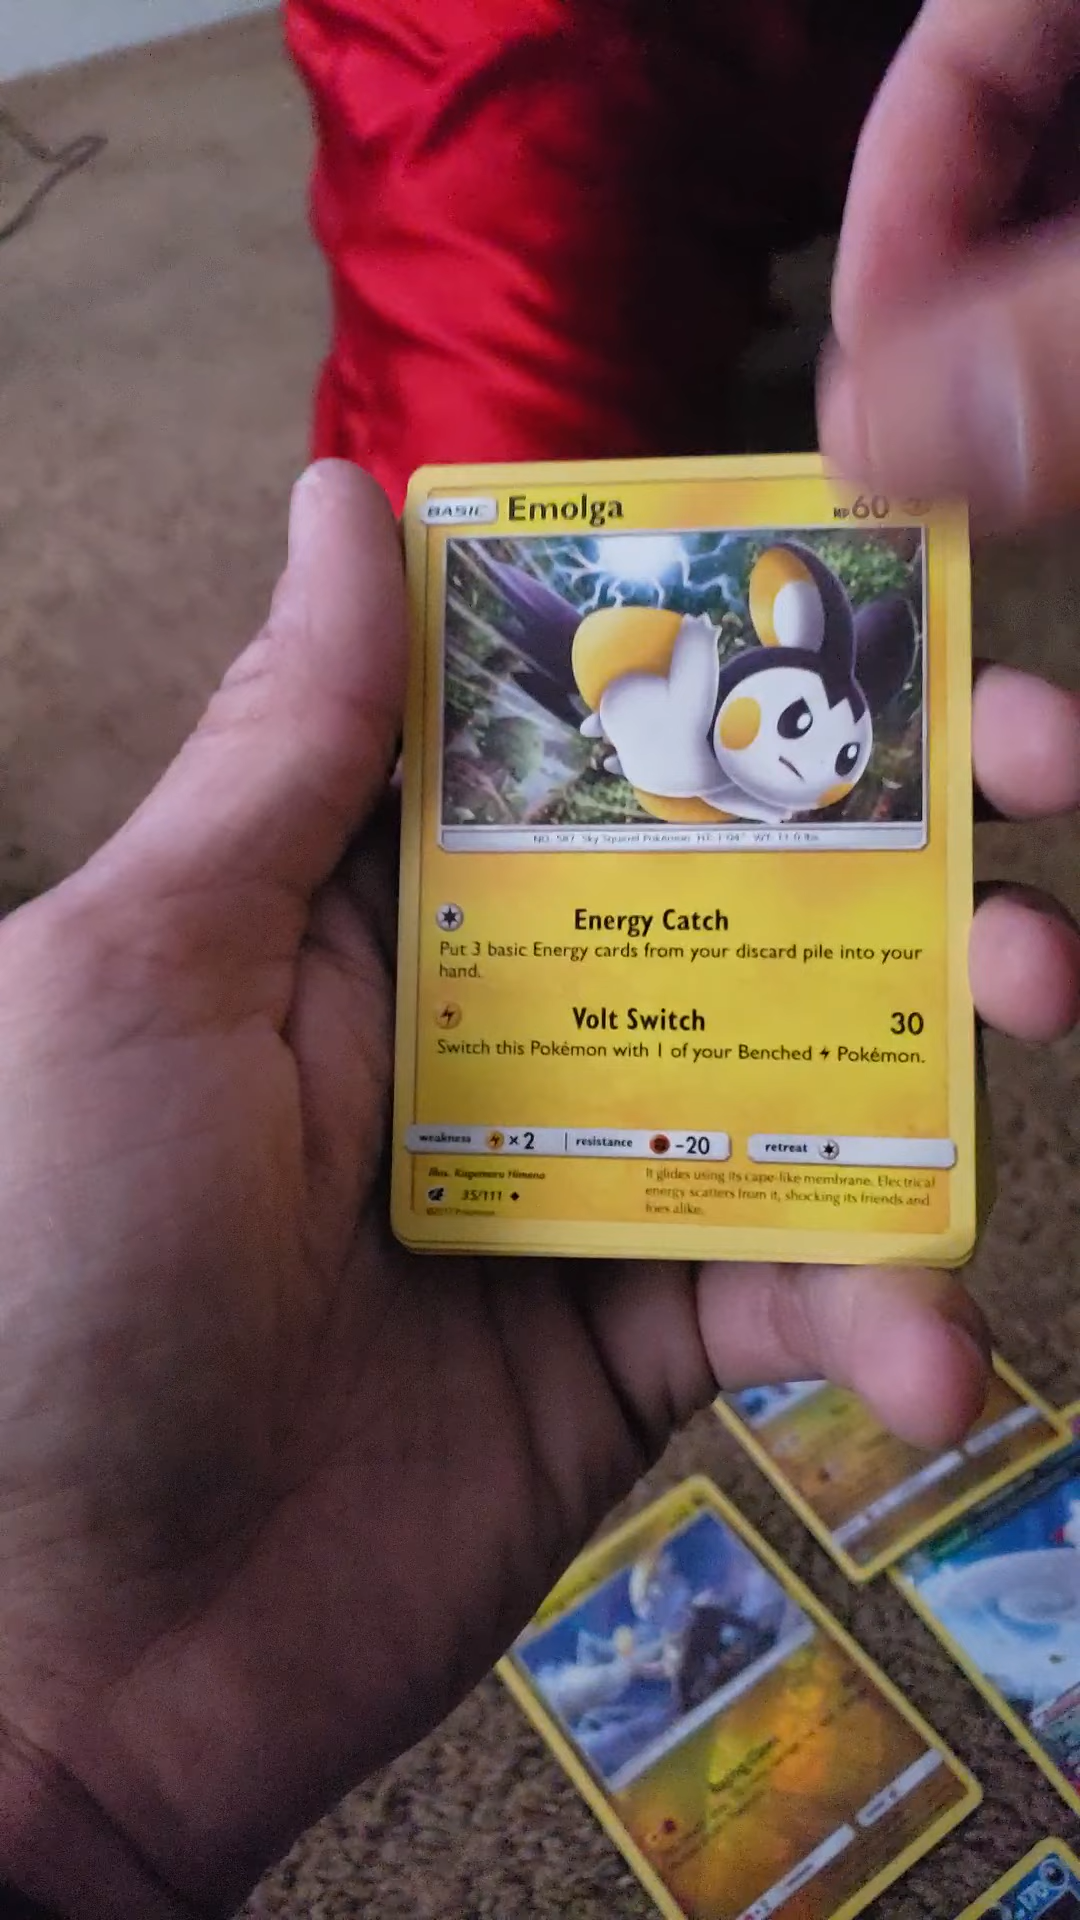 BASIC Emolga HP 60
NO. 587 Sky Squirrel Pokémon HT: 1'04" WT: 11.0 lbs.
Energy Catch
Put 3 basic Energy cards from your discard pile into your
hand.
Volt Switch 30
Switch this Pokémon with 1 of your Benched Pokémon.
weakness ×2 resistance -20 retreat
Illus. Kagemaru Himeno
35/111
©2017 Pokémon
It glides using its cape-like membrane. Electrical
energy scatters from it, shocking its friends and
foes alike.